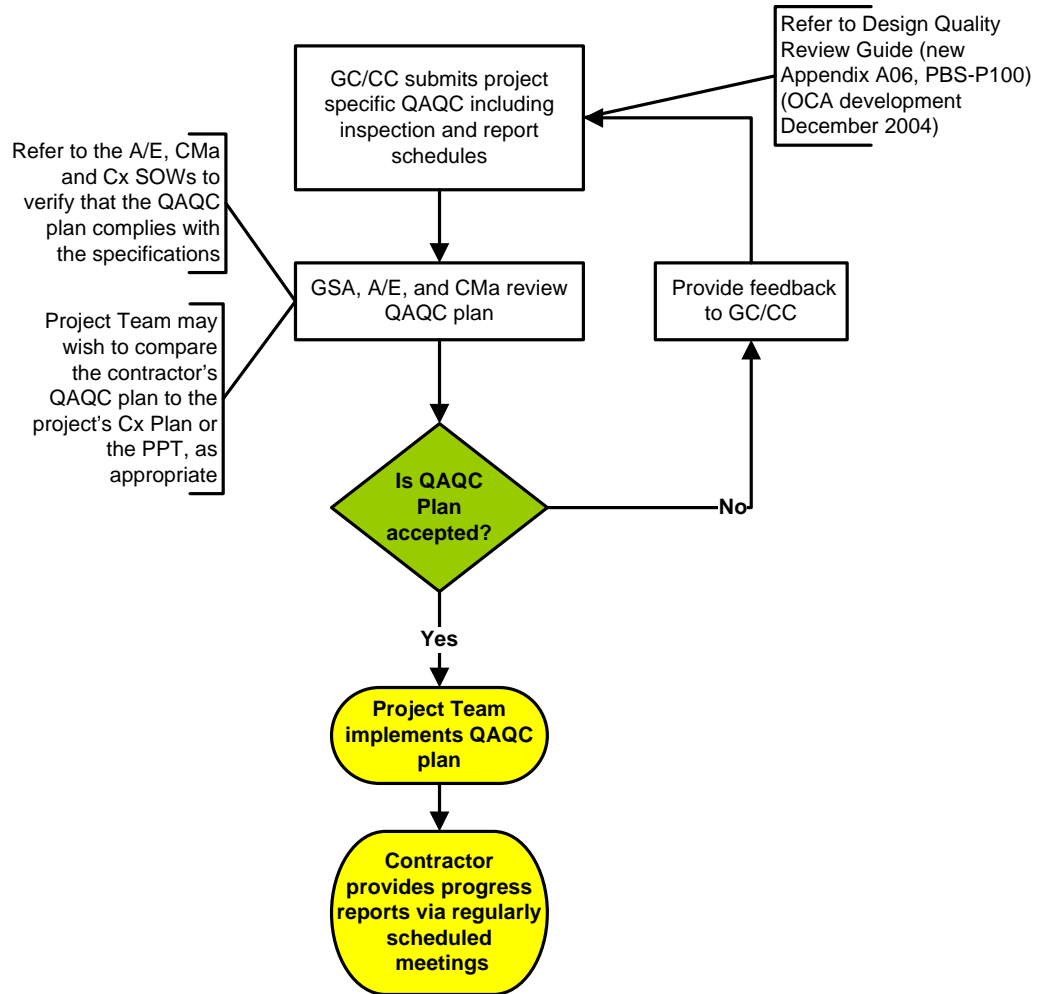 Refer to Design Quality
Review Guide (new
Appendix A06, PBS-P100)
(OCA development
December 2004)
GC/CC submits project
specific QAQC including
inspection and report
schedules
Refer to the A/E, CMa
and Cx SOWs to
verify that the QAQC
plan complies with
the specifications
GSA, A/E, and CMa review
QAQC plan
Provide feedback
to GC/CC
Project Team may
wish to compare
the contractor's
QAQC plan to the
project's Cx Plan or
the PPT, as
appropriate
Is QAQC
Plan
accepted?
No
Yes
Project Team
implements QAQC
plan
Contractor
provides progress
reports via regularly
scheduled
meetings